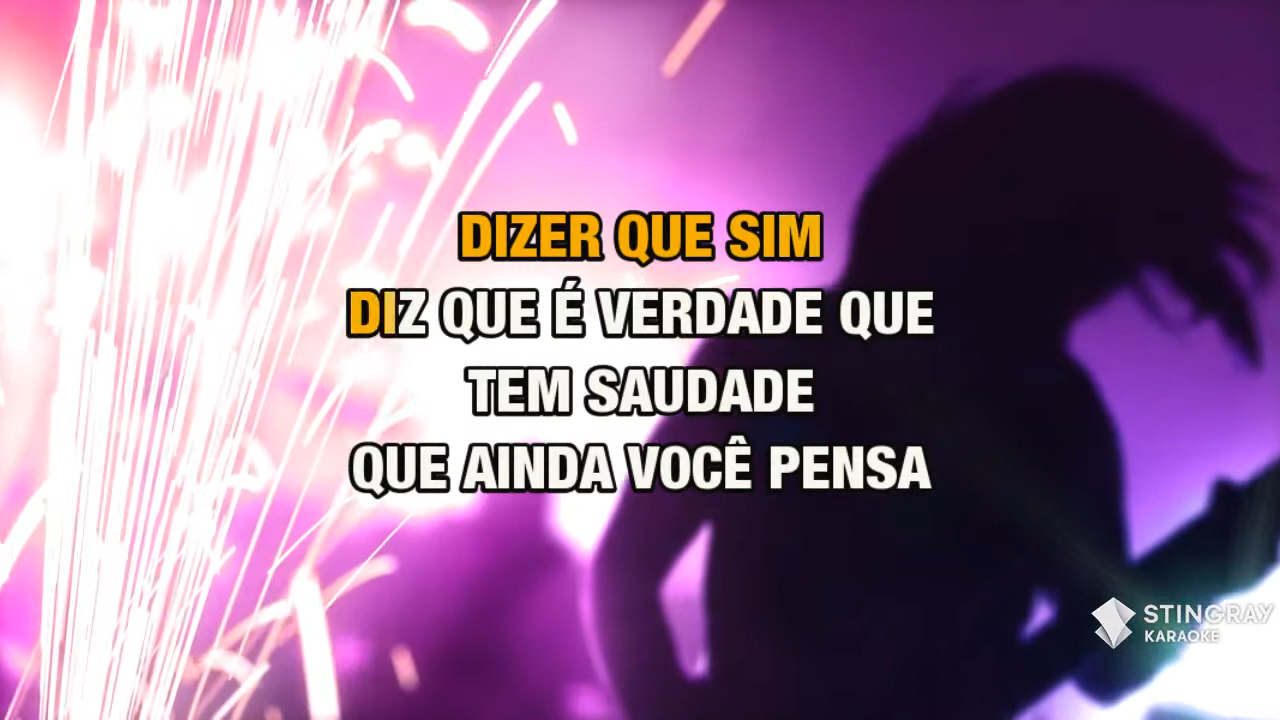 DIZER QUE SIM
DIZ QUE É VERDADE QUE
TEM SAUDADE
QUE AINDA VOCÊ PENSA
STINGRAY
KARAOKE